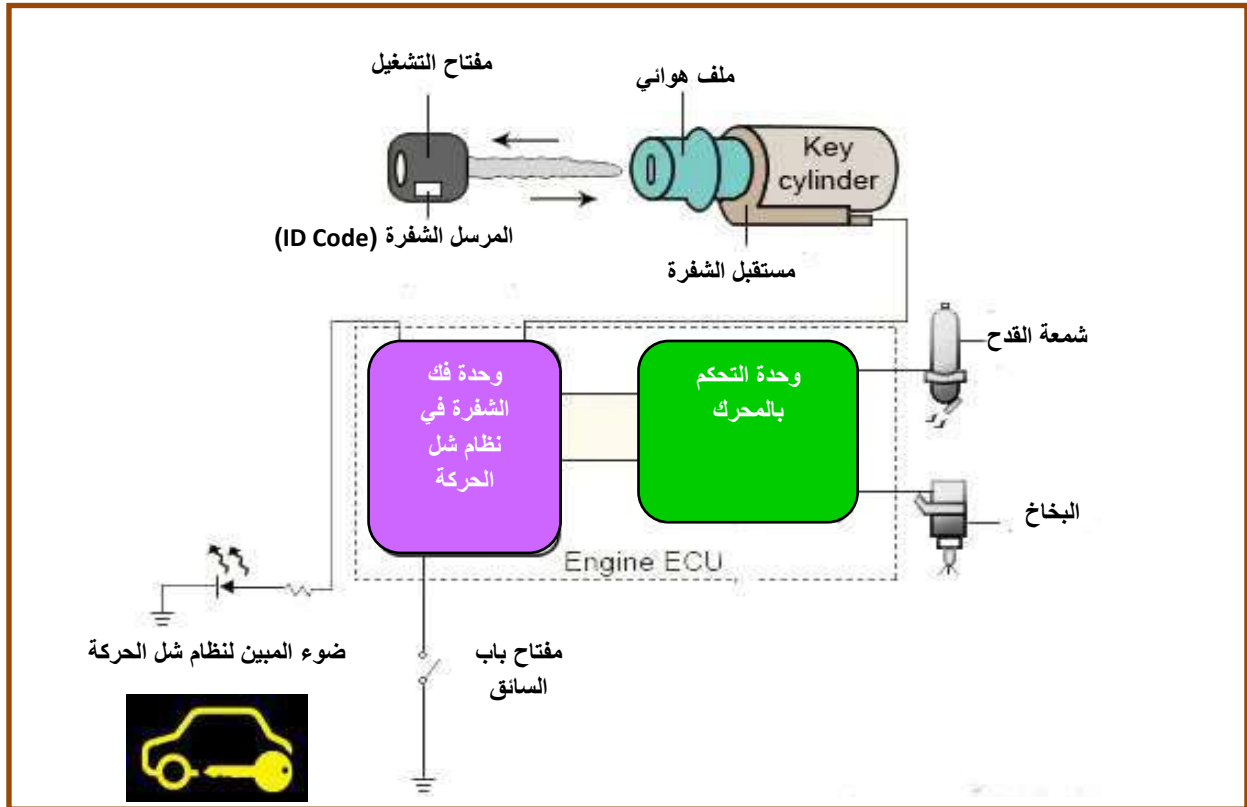 مفتاح التشغيل
ملف هوائي
Key
cylinder
المرسل الشفرة (ID Code)
مستقبل الشفرة
شمعة القدح
وحدة فك
الشفرة في
نظام شل
الحركة
وحدة التحكم
بالمحرك
البخاخ
Engine ECU
ضوء المبين لنظام شل الحركة
مفتاح باب
السائق